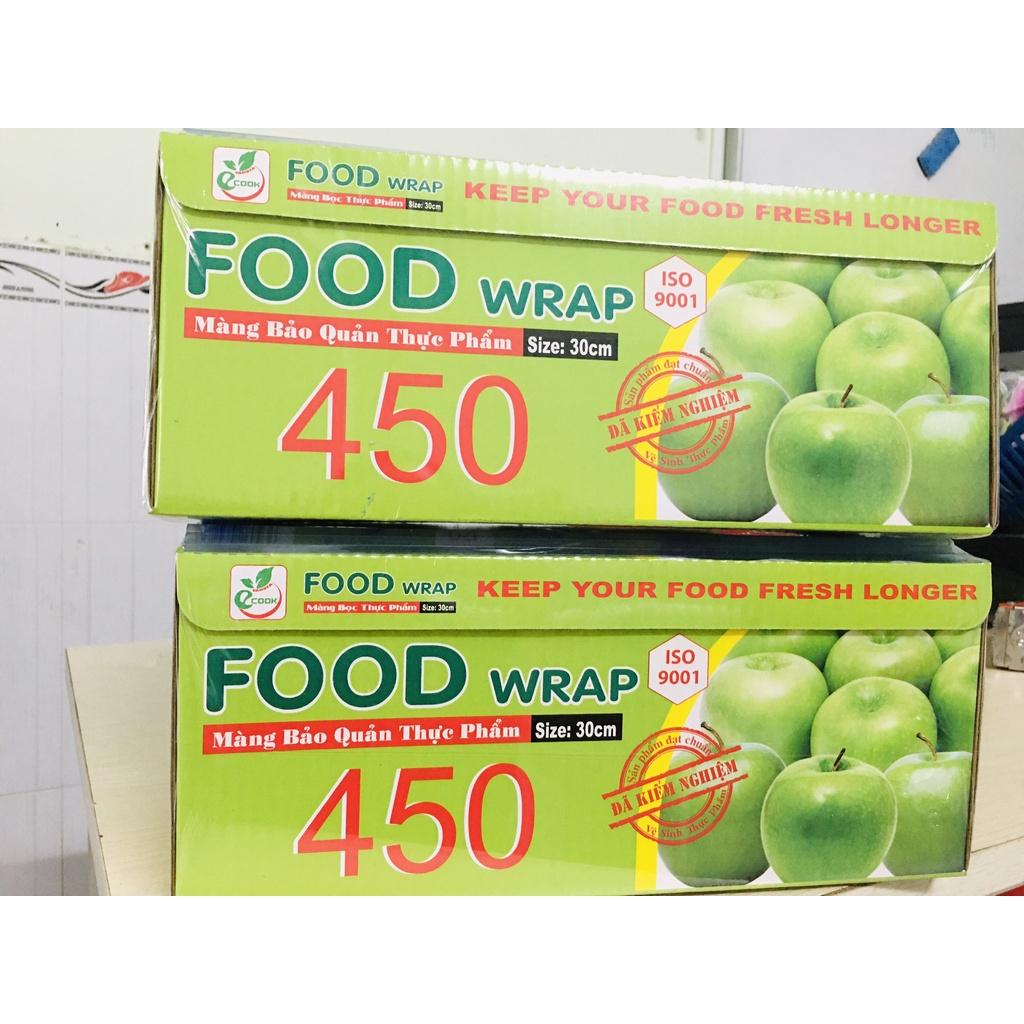 ecook
FOOD WRAP
Màng Bọc Thực Phẩm Size: 30cm
KEEP YOUR FOOD FRESH LONGER
FOOD WRAP
ISO
9001
Màng Bảo Quản Thực Phẩm Size: 30cm
450
Sản phẩm đạt chuẩn
ĐÃ KIỂM NGHIỆM
Vệ Sinh Thực Phẩm
ecook
FOOD WRAP
Màng Bọc Thực Phẩm Size: 30cm
KEEP YOUR FOOD FRESH LONGER
FOOD WRAP
ISO
9001
Màng Bảo Quản Thực Phẩm Size: 30cm
450
Sản phẩm đạt chuẩn
ĐÃ KIỂM NGHIỆM
Vệ Sinh Thực Phẩm